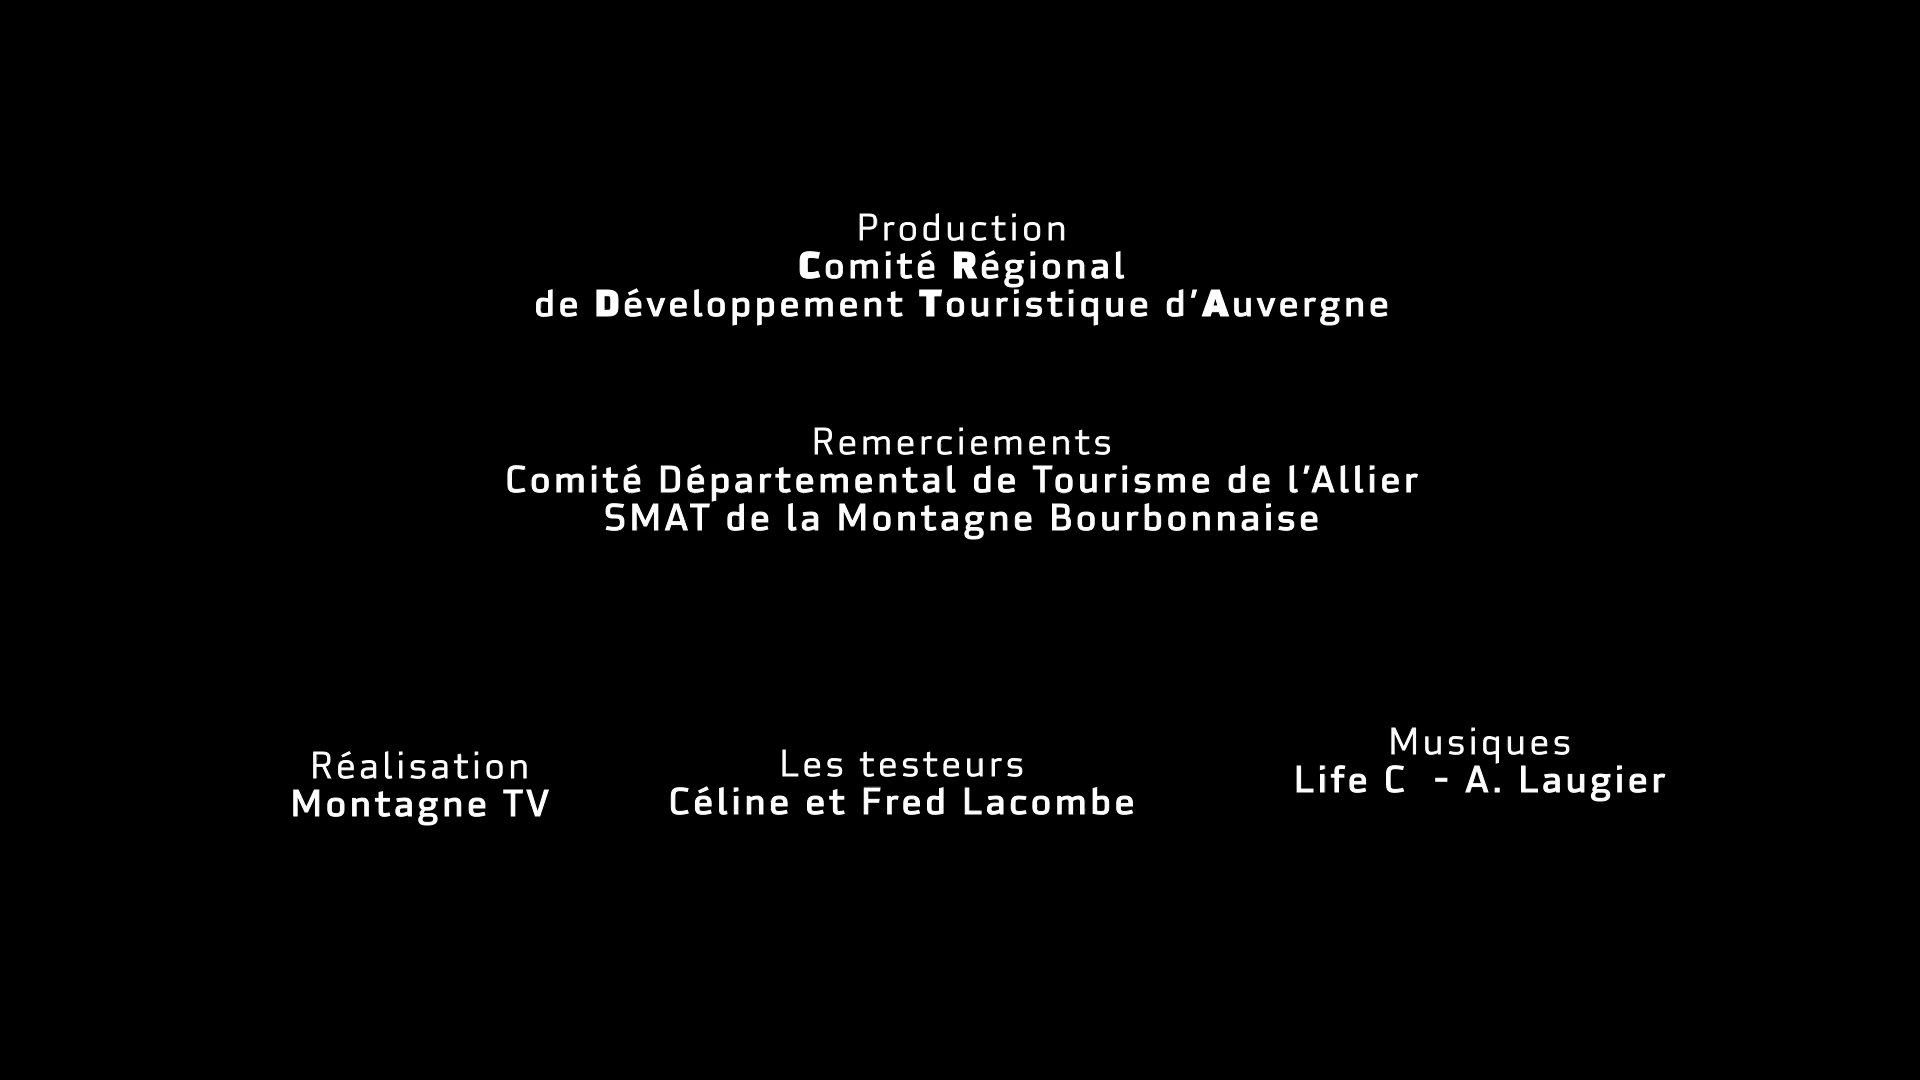 Production
Comité Régional
de Développement Touristique d’Auvergne
Remerciements
Comité Départemental de Tourisme de l’Allier
SMAT de la Montagne Bourbonnaise
Réalisation
Montagne TV
Les testeurs
Céline et Fred Lacombe
Musiques
Life C - A. Laugier